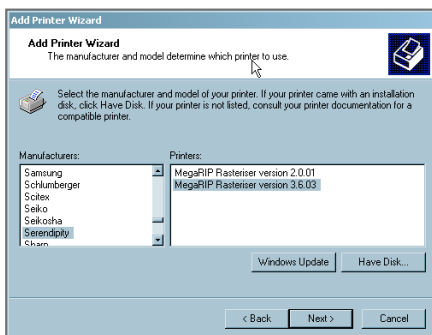 Add Printer Wizard
Add Printer Wizard
The manufacturer and model determine which printer to use.
Select the manufacturer and model of your printer. If your printer came with an installation
disk, click Have Disk. If your printer is not listed, consult your printer documentation for a
compatible printer.
Manufacturers:
Samsung
Schlumberger
Scitex
Seiko
Seikosha
Serendipity
Sharp
Printers:
MegaRIP Rasteriser version 2.0.01
MegaRIP Rasteriser version 3.6.03
Windows Update
Have Disk...
< Back
Next >
Cancel